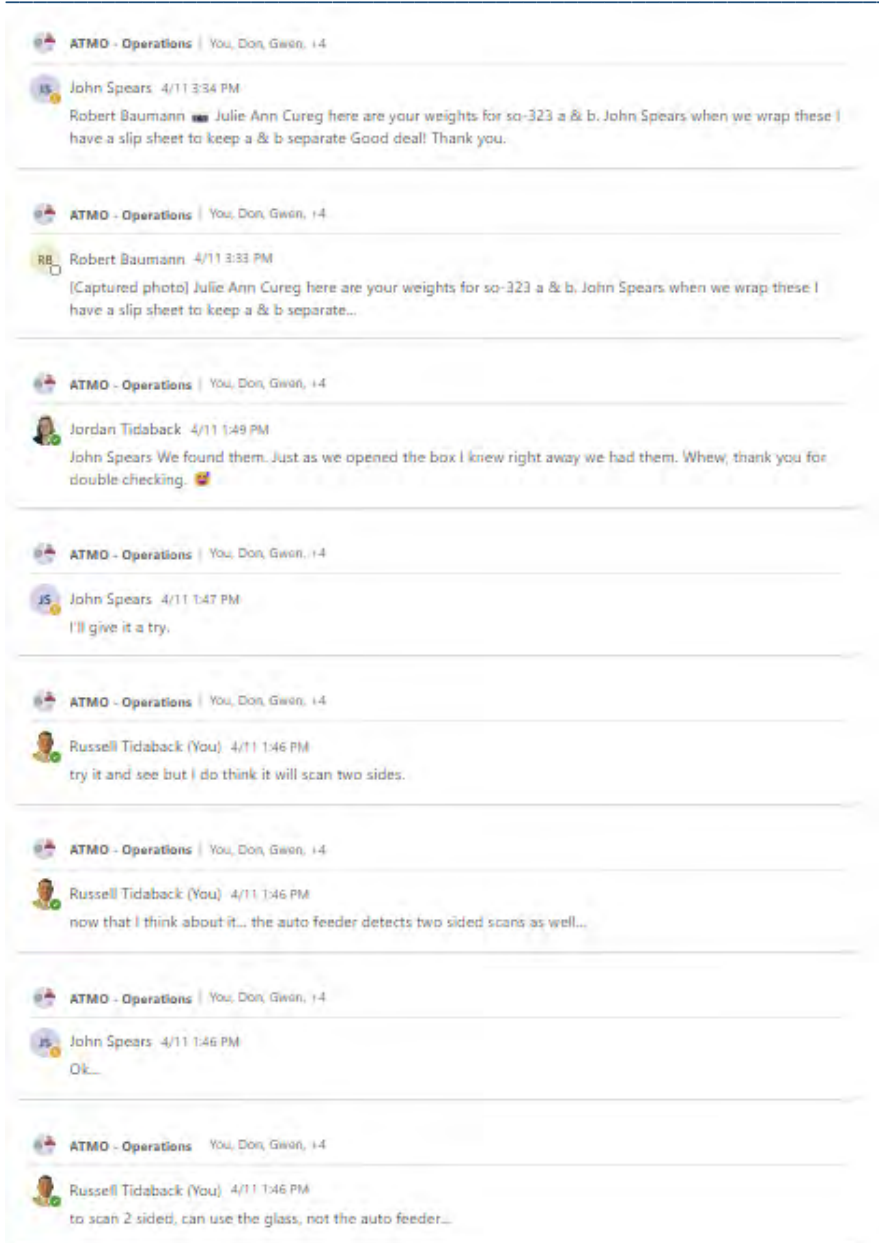 ATMO - Operations | You, Don, Gwen, +4
JS John Spears 4/11 3:34 PM
Robert Baumann Julie Ann Cureg here are your weights for so-323 a & b. John Spears when we wrap these I
have a slip sheet to keep a & b separate Good deal! Thank you.
ATMO - Operations | You, Don, Gwen, +4
RB Robert Baumann 4/11 3:33 PM
[Captured photo] Julie Ann Cureg here are your weights for so-323 a & b. John Spears when we wrap these I
have a slip sheet to keep a & b separate...
ATMO - Operations | You, Don, Gwen, +4
Jordan Tidaback 4/11 1:49 PM
John Spears We found them. Just as we opened the box I knew right away we had them. Whew, thank you for
double checking. 😅
ATMO - Operations | You, Don, Gwen, +4
JS John Spears 4/11 1:47 PM
I'll give it a try.
ATMO - Operations | You, Don, Gwen, +4
Russell Tidaback (You) 4/11 1:46 PM
try it and see but I do think it will scan two sides.
ATMO - Operations | You, Don, Gwen, +4
Russell Tidaback (You) 4/11 1:46 PM
now that I think about it... the auto feeder detects two sided scans as well...
ATMO - Operations | You, Don, Gwen, +4
JS John Spears 4/11 1:46 PM
Ok...
ATMO - Operations You, Don, Gwen, +4
Russell Tidaback (You) 4/11 1:46 PM
to scan 2 sided, can use the glass, not the auto feeder...